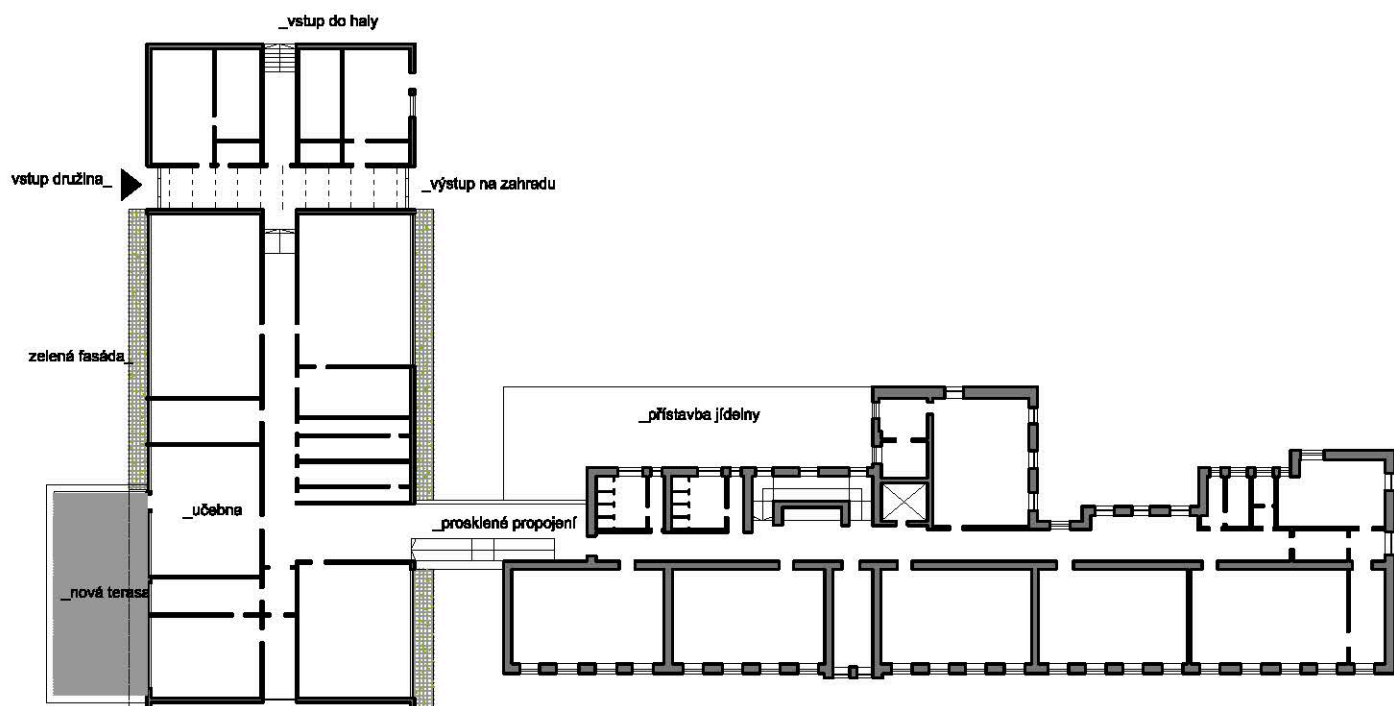 _vstup do haly
vstup družina_
_výstup na zahradu
zelená fasáda_
_přístavba jídelny
_učebna
_prosklené propojení
_nová terasa